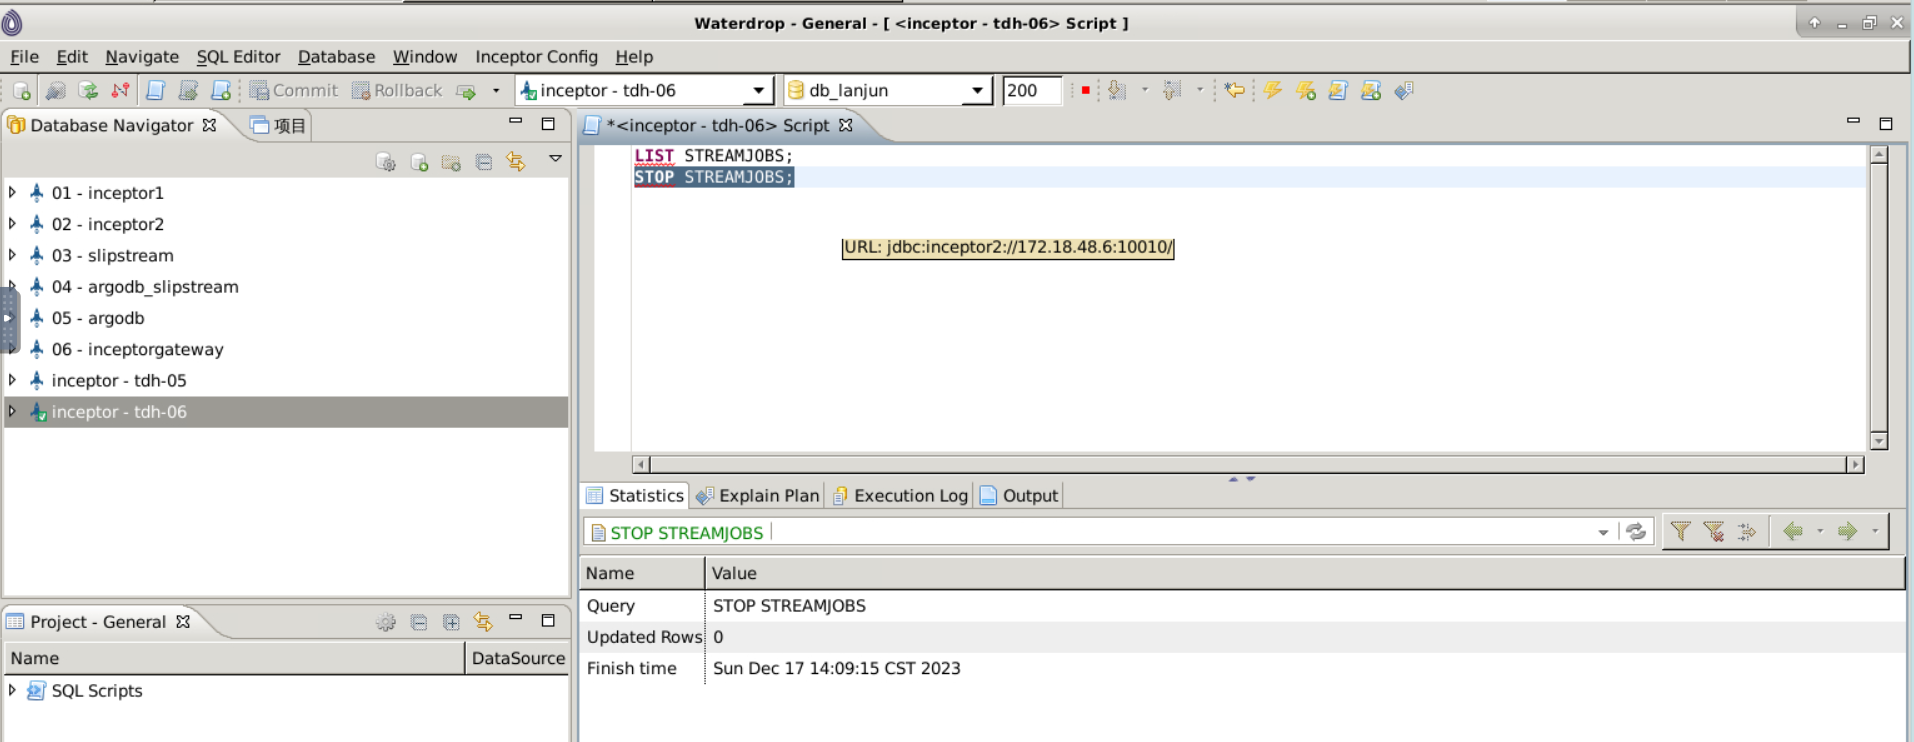 Waterdrop - General - [ <inceptor - tdh-06> Script ]
File Edit Navigate SQL Editor Database Window Inceptor Config Help
Commit Rollback inceptor - tdh-06 db_lanjun 200
Database Navigator 项目
01 - inceptor1
02 - inceptor2
03 - slipstream
04 - argodb_slipstream
05 - argodb
06 - inceptorgateway
inceptor - tdh-05
inceptor - tdh-06
Project - General
Name DataSource
SQL Scripts
*<inceptor - tdh-06> Script
LIST STREAMJOBS;
STOP STREAMJOBS;
URL: jdbc:inceptor2://172.18.48.6:10010/
Statistics Explain Plan Execution Log Output
STOP STREAMJOBS
Name Value
Query STOP STREAMJOBS
Updated Rows 0
Finish time Sun Dec 17 14:09:15 CST 2023